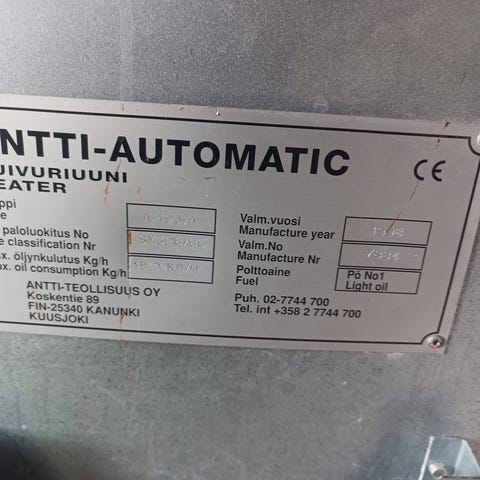 NTTI-AUTOMATIC
UIVURIUUNI
EATER
CE
ppi
e
paloluokitus No
e classification Nr
x. öljynkulutus Kg/h
ax. oil consumption Kg/h
Valm.vuosi
Manufacture year
Valm.No
Manufacture Nr
Polttoaine
Fuel
Pö No1
Light oil
ANTTI-TEOLLISUUS OY
Koskentie 89
FIN-25340 KANUNKI
KUUSJOKI
Puh. 02-7744 700
Tel. int +358 2 7744 700